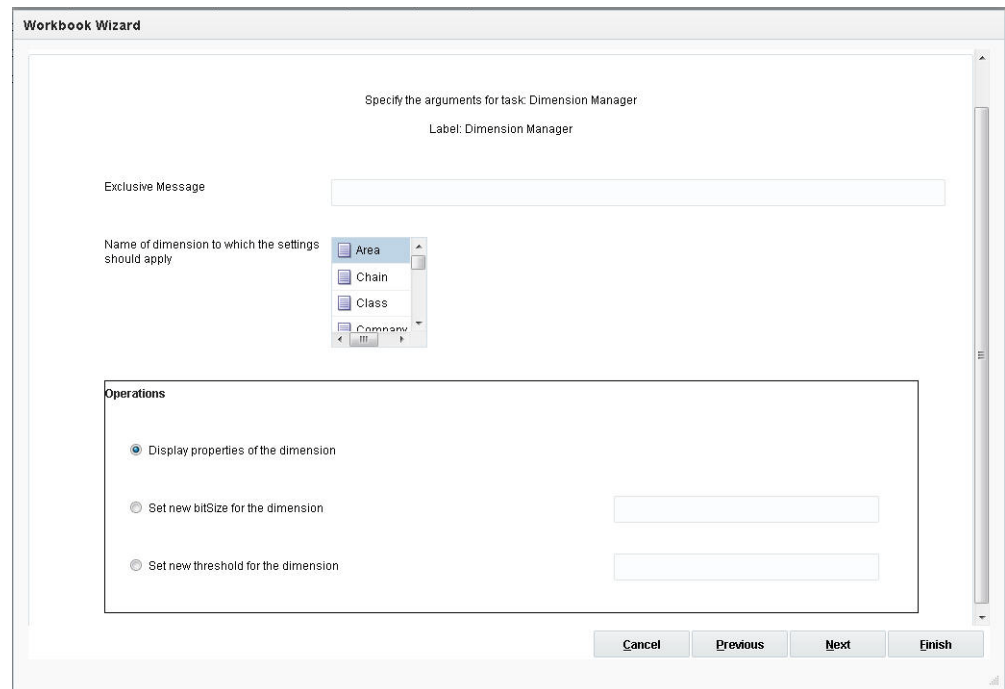 Workbook Wizard
Specify the arguments for task: Dimension Manager
Label: Dimension Manager
Exclusive Message
Name of dimension to which the settings
should apply
Area
Chain
Class
Company
Operations
Display properties of the dimension
Set new bitSize for the dimension
Set new threshold for the dimension
Cancel Previous Next Finish